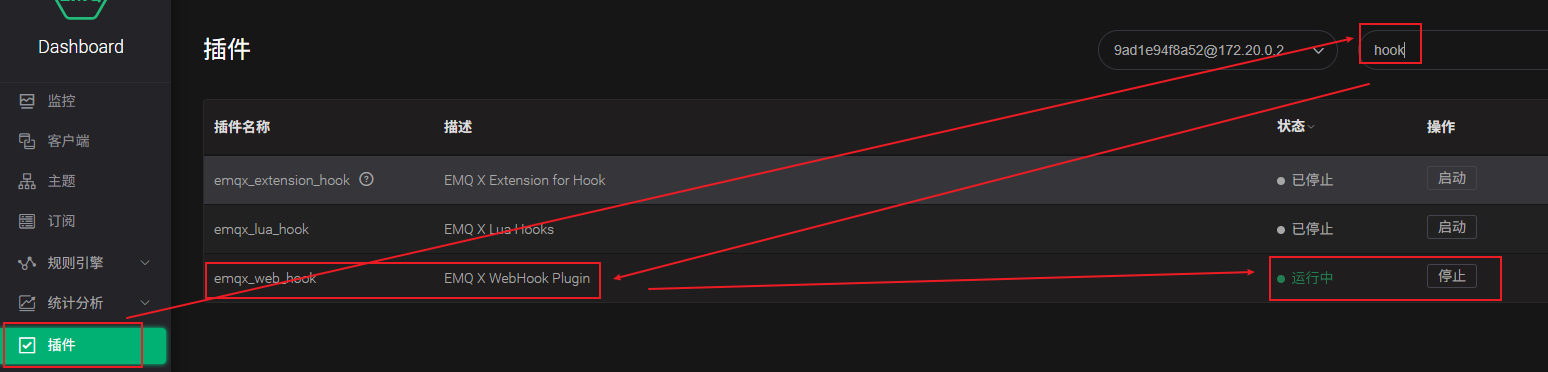 Dashboard
监控
客户端
主题
订阅
规则引擎
统计分析
插件
插件
9ad1e94f8a52@172.20.0.2
hook
插件名称 描述 状态 操作
emqx_extension_hook EMQ X Extension for Hook 已停止 启动
emqx_lua_hook EMQ X Lua Hooks 已停止 启动
emqx_web_hook EMQ X WebHook Plugin 运行中 停止